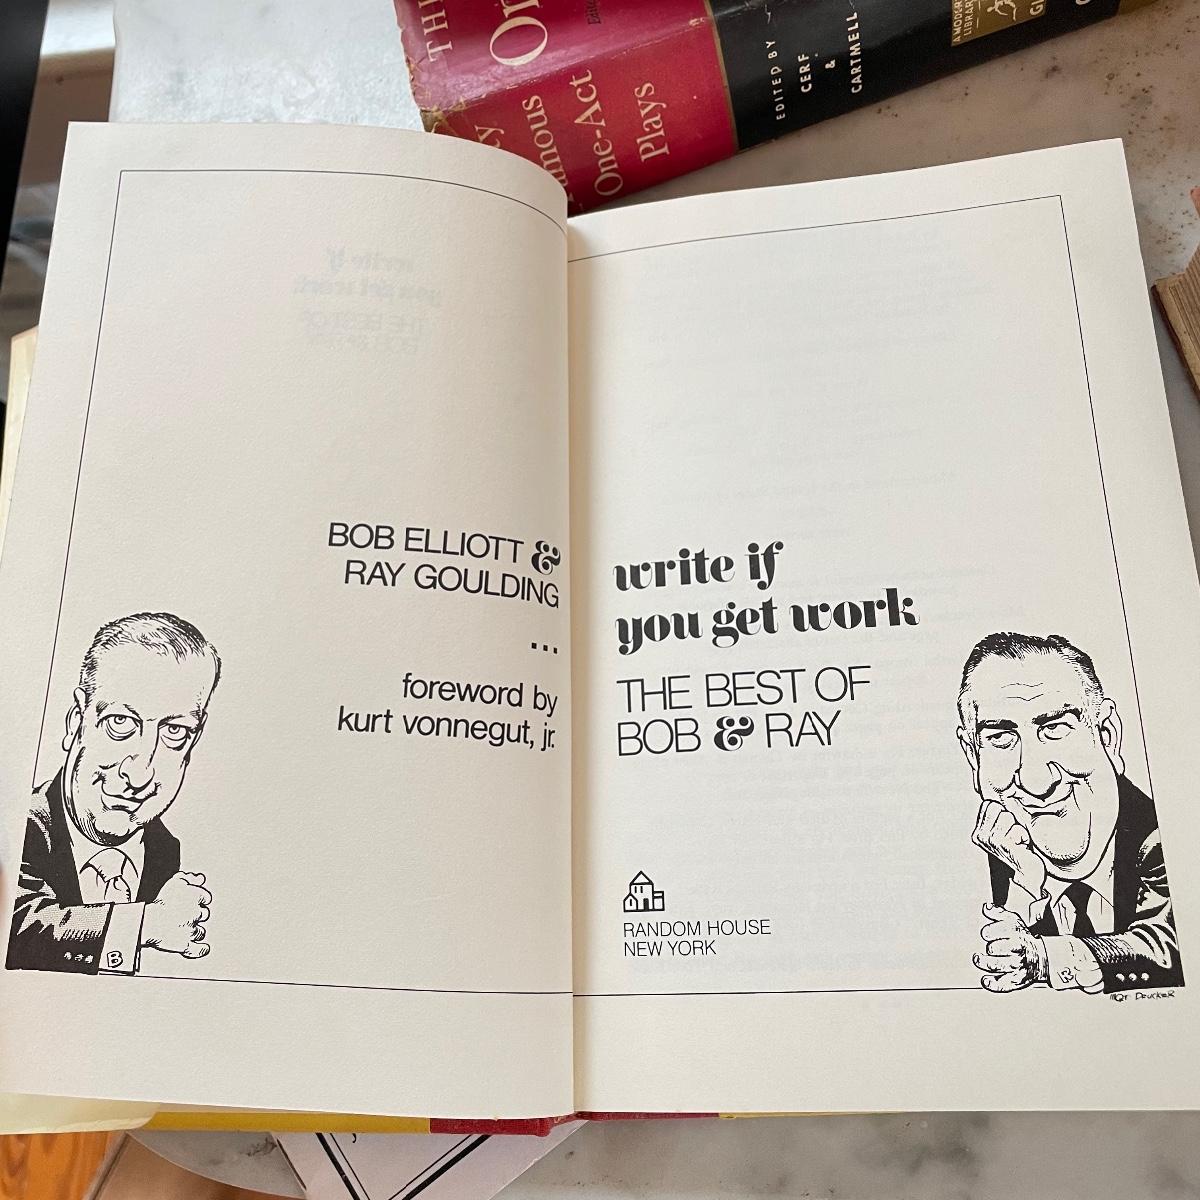 THE
Famous
One-Act
Plays
EDITED BY
CERF
&
CARTMELL
A MODERN
LIBRARY
GI
BOB ELLIOTT &
RAY GOULDING
...
foreword by
kurt vonnegut, jr.
write if
you get work
THE BEST OF
BOB & RAY
RANDOM HOUSE
NEW YORK
B
R
MORT DRUCKER